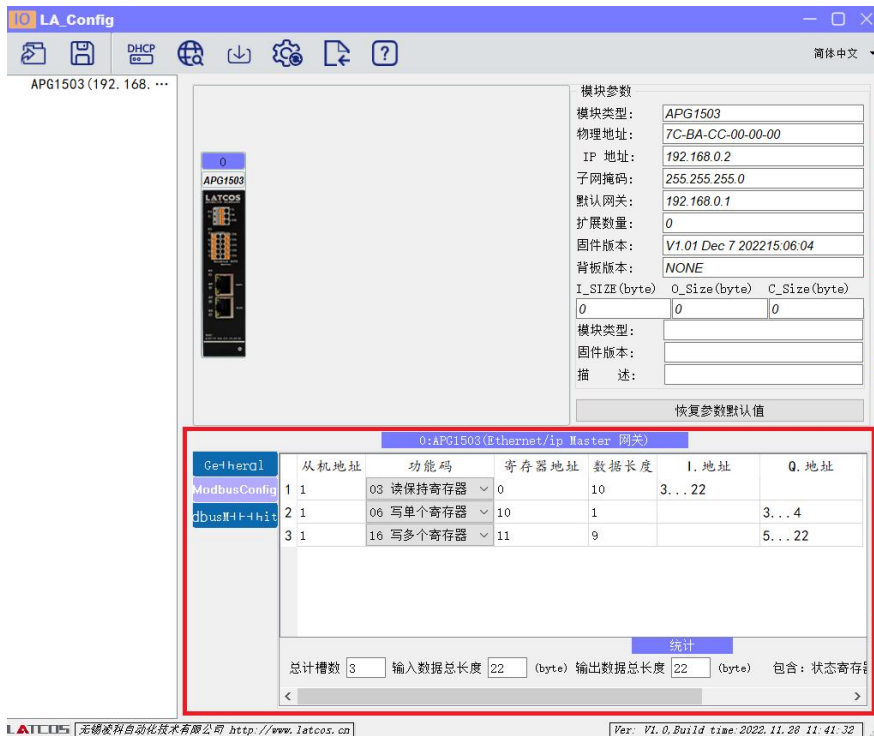 IO LA_Config
DHCP
?
简体中文
APG1503(192.168.…
0
APG1503
LATCOS
模块参数
模块类型: APG1503
物理地址: 7C-BA-CC-00-00-00
IP 地址: 192.168.0.2
子网掩码: 255.255.255.0
默认网关: 192.168.0.1
扩展数量: 0
固件版本: V1.01 Dec 7 202215:06:04
背板版本: NONE
I_SIZE(byte) O_Size(byte) C_Size(byte)
0 0 0
模块类型:
固件版本:
描 述:
恢复参数默认值
0:APG1503(Ethernet/ip Master 网关)
ModbusConfig
从机地址 功能码 寄存器地址 数据长度 I.地址 Q.地址
1 1 03 读保持寄存器 0 10 3...22
2 1 06 写单个寄存器 10 1 3...4
3 1 16 写多个寄存器 11 9 5...22
统计
总计槽数 3 输入数据总长度 22 (byte) 输出数据总长度 22 (byte) 包含: 状态寄存
LATCOS 无锡凌科自动化技术有限公司 http://www.latcos.cn
Ver: V1.0,Build time:2022.11.28 11:41:32